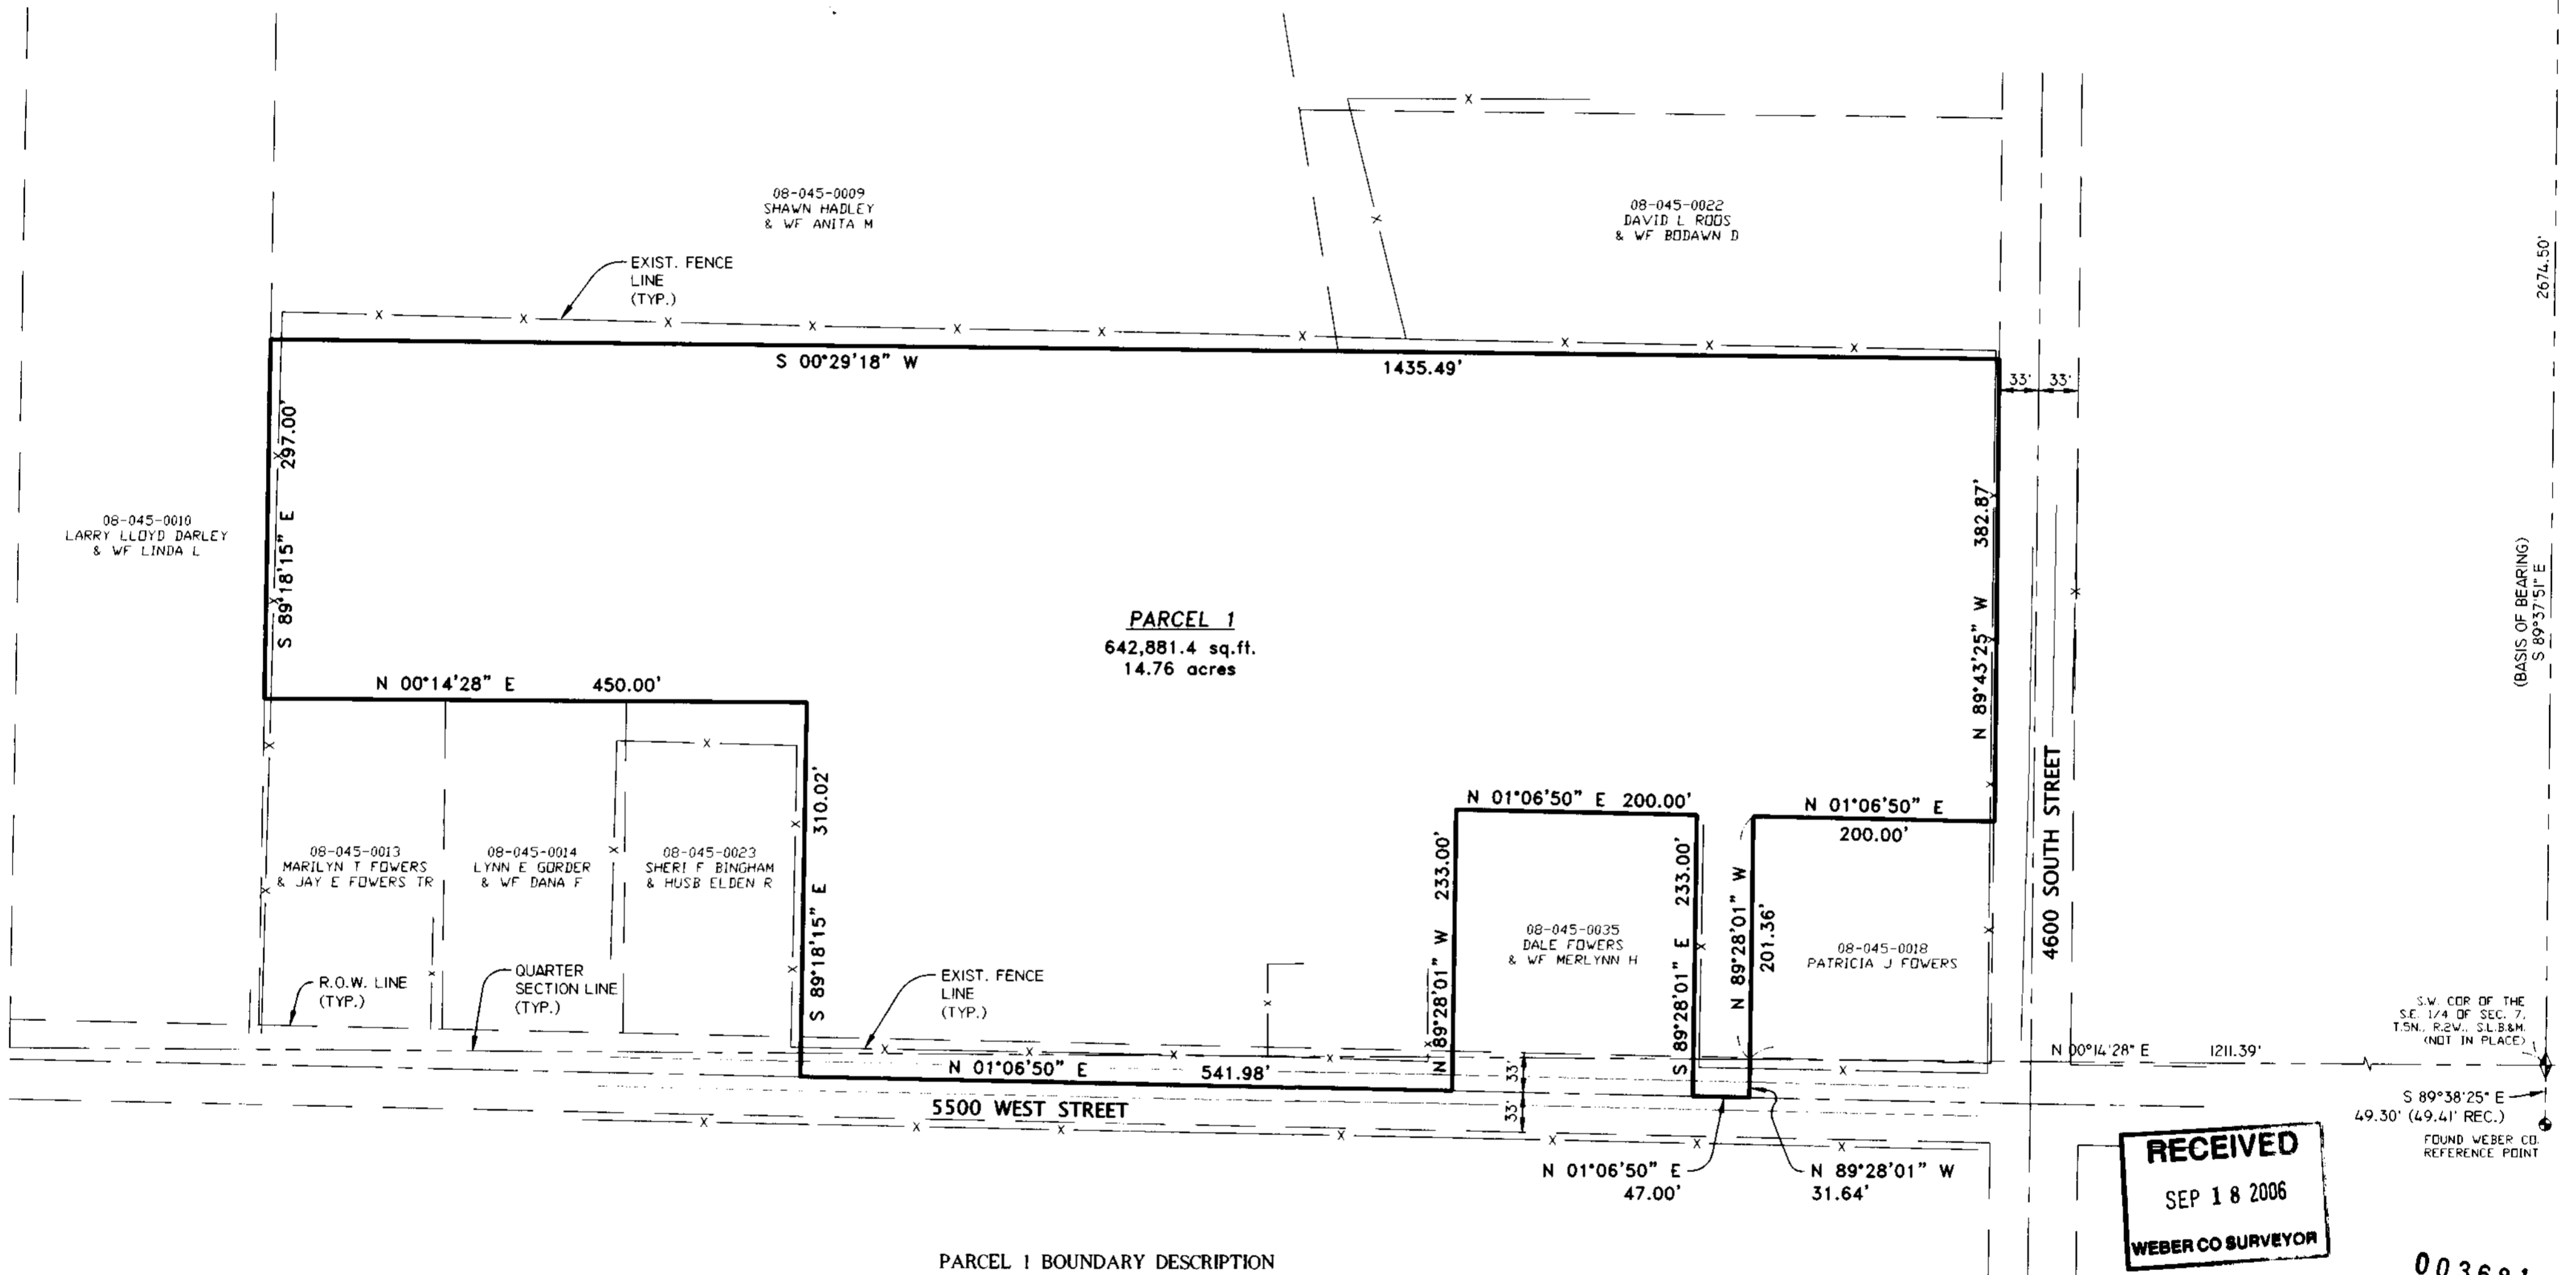 08-045-0009
SHAWN HADLEY
& WF ANITA M
08-045-0022
DAVID L ROOS
& WF BODAWN D
EXIST. FENCE
LINE
(TYP.)
S 00°29'18" W 1435.49'
33' 33'
2674.50'
(BASIS OF BEARING)
S 89°37'51" E
08-045-0010
LARRY LLOYD DARLEY
& WF LINDA L
S 89°18'15" E 297.00'
N 89°43'25" W 382.87'
PARCEL 1
642,881.4 sq.ft.
14.76 acres
N 00°14'28" E 450.00'
S 89°18'15" E 310.02'
08-045-0013
MARILYN T FOWERS
& JAY E FOWERS TR
08-045-0014
LYNN E GORDER
& WF DANA F
08-045-0023
SHERI F BINGHAM
& HUSB ELDEN R
N 01°06'50" E 200.00'
N 01°06'50" E
200.00'
N 89°28'01" W 233.00'
08-045-0035
DALE FOWERS
& WF MERLYNN H
S 89°28'01" E 233.00'
N 89°28'01" W
201.36'
08-045-0018
PATRICIA J FOWERS
4600 SOUTH STREET
R.O.W. LINE
(TYP.)
QUARTER
SECTION LINE
(TYP.)
EXIST. FENCE
LINE
(TYP.)
N 01°06'50" E 541.98'
5500 WEST STREET
33'
33'
N 00°14'28" E 1211.39'
S.W. COR OF THE
S.E. 1/4 OF SEC. 7,
T.5N., R.2W., S.L.B.&M.
(NOT IN PLACE)
S 89°38'25" E
49.30' (49.41' REC.)
FOUND WEBER CO.
REFERENCE POINT
N 01°06'50" E
47.00'
N 89°28'01" W
31.64'
RECEIVED
SEP 18 2006
WEBER CO SURVEYOR
PARCEL 1 BOUNDARY DESCRIPTION